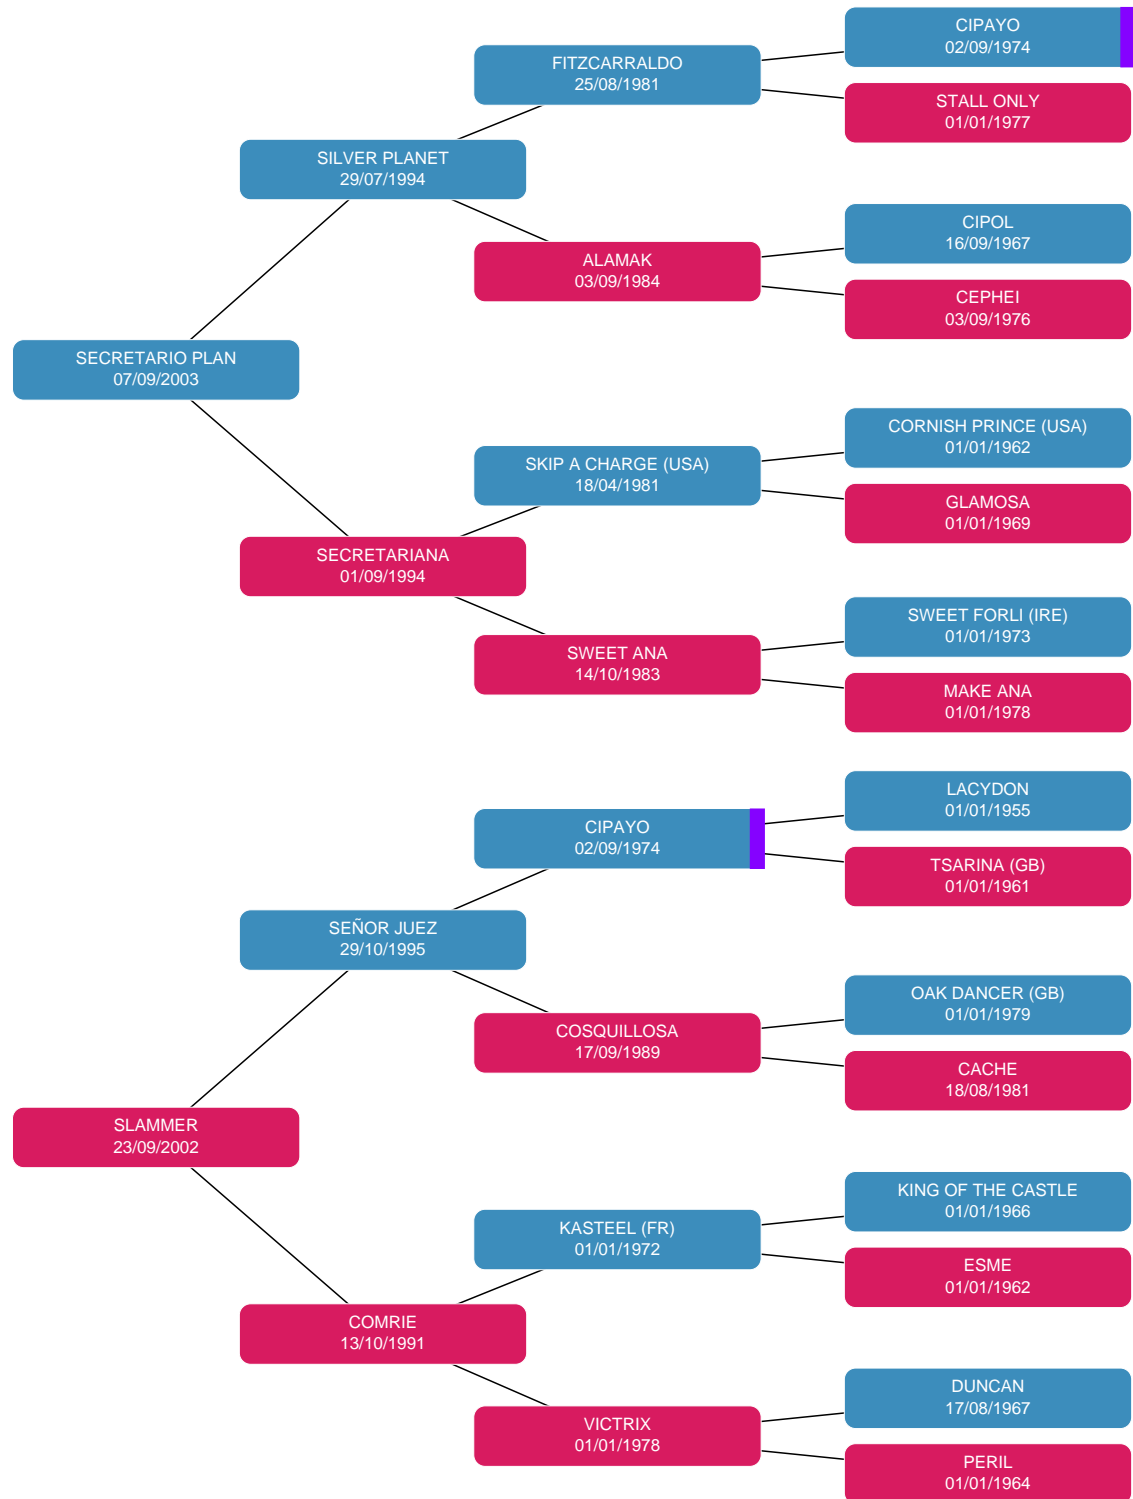 CIPAYO
02/09/1974
FITZCARRALDO
25/08/1981
STALL ONLY
01/01/1977
SILVER PLANET
29/07/1994
CIPOL
16/09/1967
ALAMAK
03/09/1984
CEPHEI
03/09/1976
SECRETARIO PLAN
07/09/2003
CORNISH PRINCE (USA)
01/01/1962
SKIP A CHARGE (USA)
18/04/1981
GLAMOSA
01/01/1969
SECRETARIANA
01/09/1994
SWEET FORLI (IRE)
01/01/1973
SWEET ANA
14/10/1983
MAKE ANA
01/01/1978
LACYDON
01/01/1955
CIPAYO
02/09/1974
TSARINA (GB)
01/01/1961
SEÑOR JUEZ
29/10/1995
OAK DANCER (GB)
01/01/1979
COSQUILLOSA
17/09/1989
CACHE
18/08/1981
SLAMMER
23/09/2002
KING OF THE CASTLE
01/01/1966
KASTEEL (FR)
01/01/1972
ESME
01/01/1962
COMRIE
13/10/1991
DUNCAN
17/08/1967
VICTRIX
01/01/1978
PERIL
01/01/1964